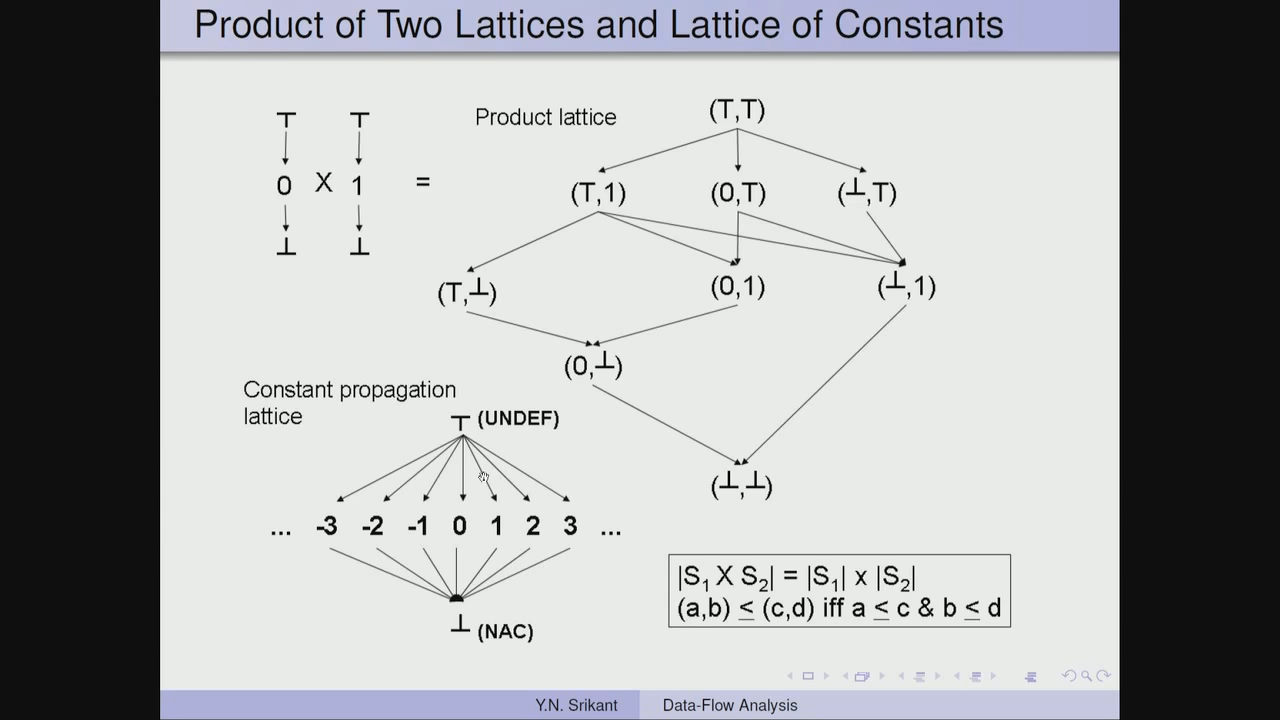 Product of Two Lattices and Lattice of Constants
⊤ ⊤
0 X 1 =
⊥ ⊥
Product lattice
(T,T)
(T,1) (0,T) (⊥,T)
(T,⊥) (0,1) (⊥,1)
(0,⊥)
(⊥,⊥)
Constant propagation
lattice
⊤ (UNDEF)
... -3 -2 -1 0 1 2 3 ...
⊥ (NAC)
|S₁ X S₂| = |S₁| x |S₂|
(a,b) ≤ (c,d) iff a ≤ c & b ≤ d
Y.N. Srikant Data-Flow Analysis